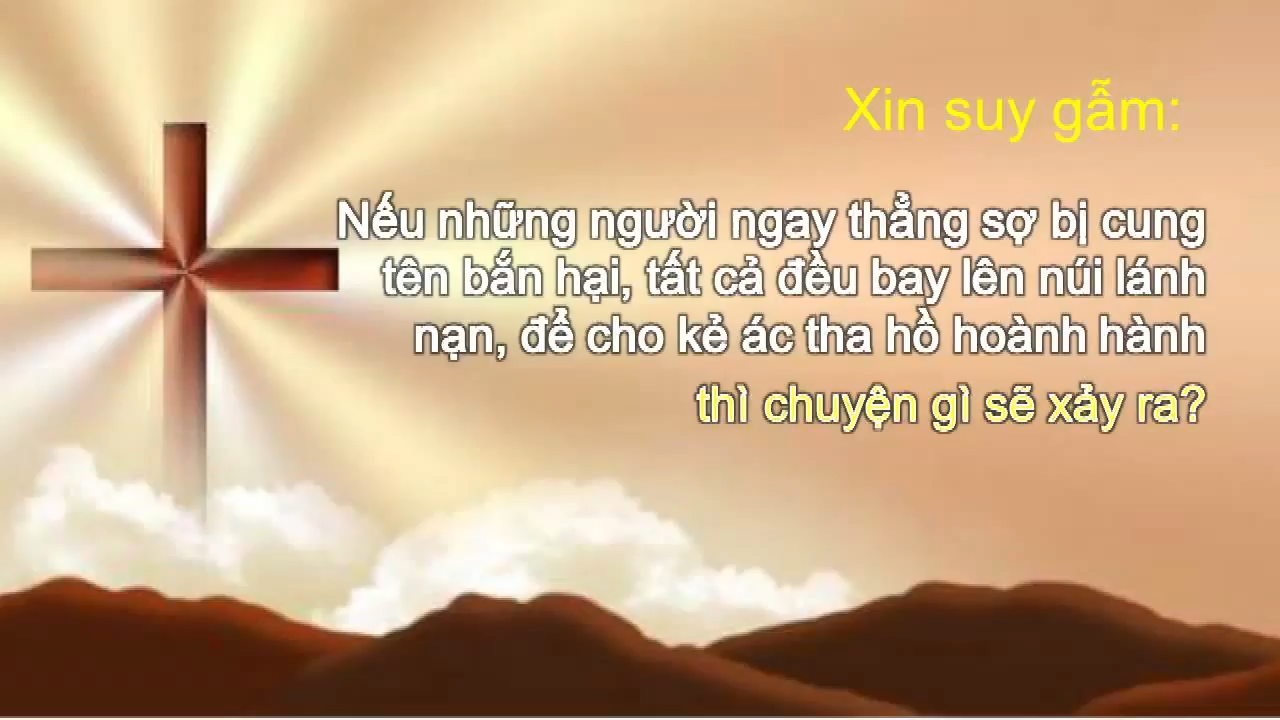 Xin suy gẫm:
Nếu những người ngay thẳng sợ bị cung
tên bắn hại, tất cả đều bay lên núi lánh
nạn, để cho kẻ ác tha hồ hoành hành
thì chuyện gì sẽ xảy ra?